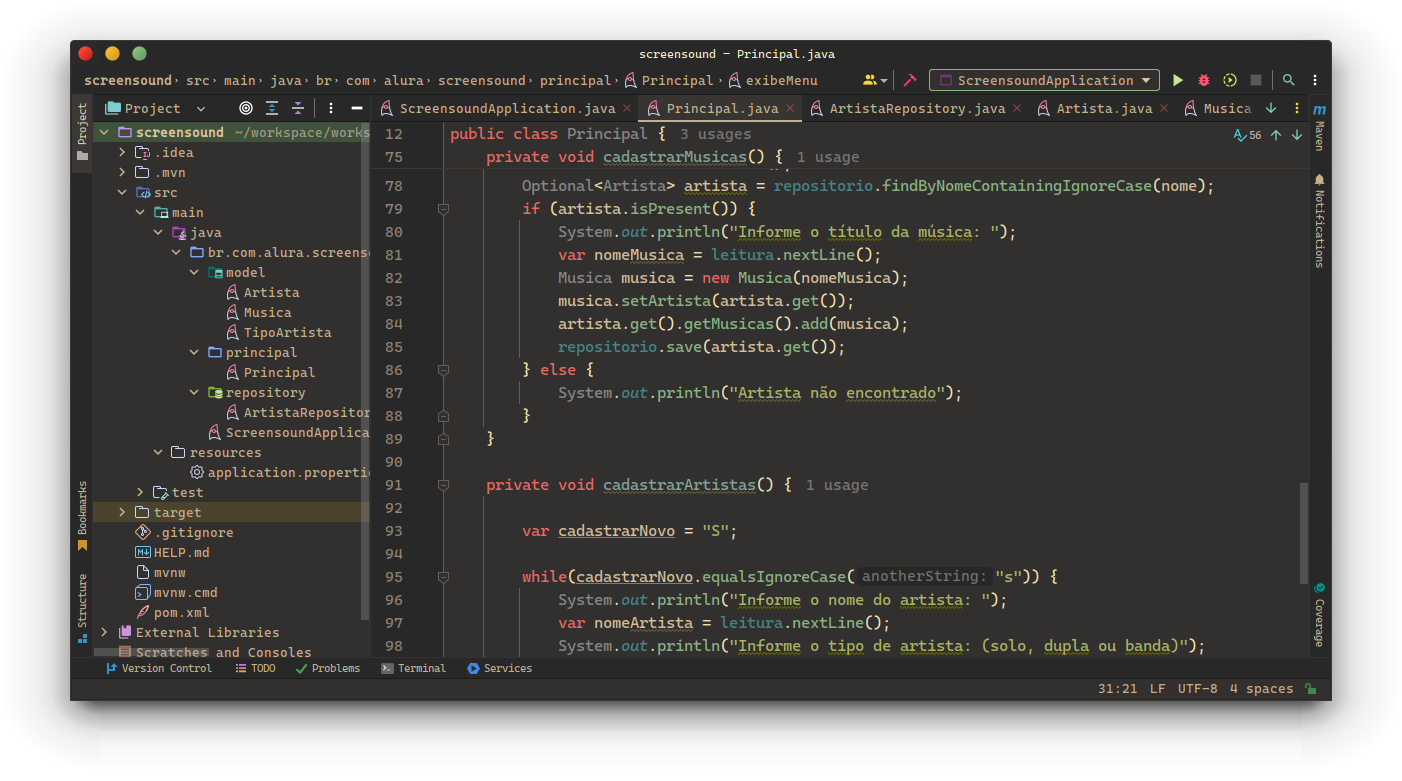 screensound – Principal.java
screensound › src › main › java › br › com › alura › screensound › principal › Principal › exibeMenu
ScreensoundApplication
Project
ScreensoundApplication.java
Principal.java
ArtistaRepository.java
Artista.java
Musica
Project
screensound ~/workspace/works
.idea
.mvn
src
main
java
br.com.alura.screens
model
Artista
Musica
TipoArtista
principal
Principal
repository
ArtistaRepositor
ScreensoundApplica
resources
application.properti
test
target
.gitignore
HELP.md
mvnw
mvnw.cmd
pom.xml
External Libraries
Scratches and Consoles
Bookmarks
Structure
12 public class Principal { 3 usages
56
75 private void cadastrarMusicas() { 1 usage
78 Optional<Artista> artista = repositorio.findByNomeContainingIgnoreCase(nome);
79 if (artista.isPresent()) {
80 System.out.println("Informe o título da música: ");
81 var nomeMusica = leitura.nextLine();
82 Musica musica = new Musica(nomeMusica);
83 musica.setArtista(artista.get());
84 artista.get().getMusicas().add(musica);
85 repositorio.save(artista.get());
86 } else {
87 System.out.println("Artista não encontrado");
88 }
89 }
90
91 private void cadastrarArtistas() { 1 usage
92
93 var cadastrarNovo = "S";
94
95 while(cadastrarNovo.equalsIgnoreCase( anotherString: "s")) {
96 System.out.println("Informe o nome do artista: ");
97 var nomeArtista = leitura.nextLine();
98 System.out.println("Informe o tipo de artista: (solo, dupla ou banda)");
m
Maven
Notifications
Coverage
Version Control
TODO
Problems
Terminal
Services
31:21 LF UTF-8 4 spaces